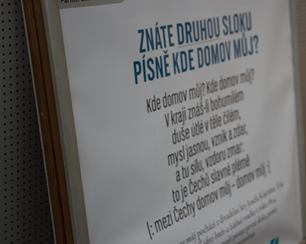 ZNÁTE DRUHOU SLOKU
PÍSNĚ KDE DOMOV MŮJ?
Kde domov můj? Kde domov můj?
V kraji znáš-li bohumilém
duše útlé v těle čilém,
mysl jasnou, vznik a zdar,
a tu sílu, vzdoru zmar:
to je Čechů slavné plémě
|: mezi Čechy domov můj – domov můj. :|